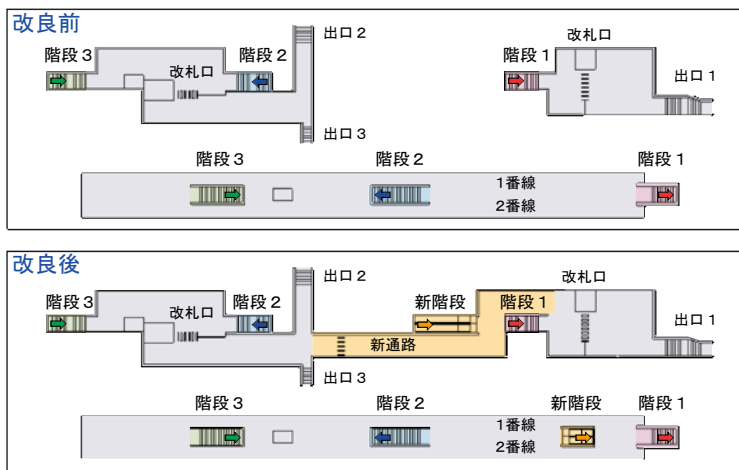 改良前
出口2
階段3
改札口
階段2
階段1
改札口
出口1
出口3
階段3
階段2
1番線
2番線
階段1
改良後
出口2
階段3
改札口
階段2
新階段
階段1
改札口
出口1
新通路
出口3
階段3
階段2
1番線
2番線
新階段
階段1